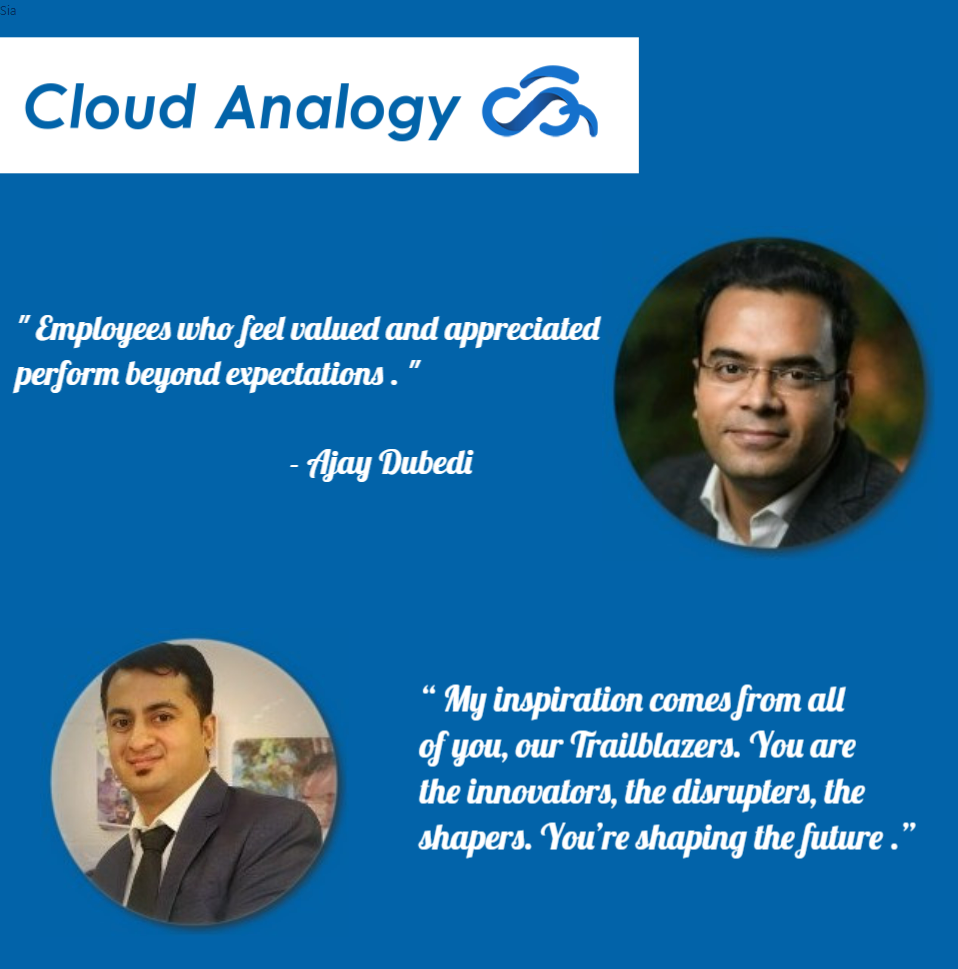 Sia
Cloud Analogy
" Employees who feel valued and appreciated
perform beyond expectations . "
- Ajay Dubedi
“ My inspiration comes from all
of you, our Trailblazers. You are
the innovators, the disrupters, the
shapers. You’re shaping the future .”